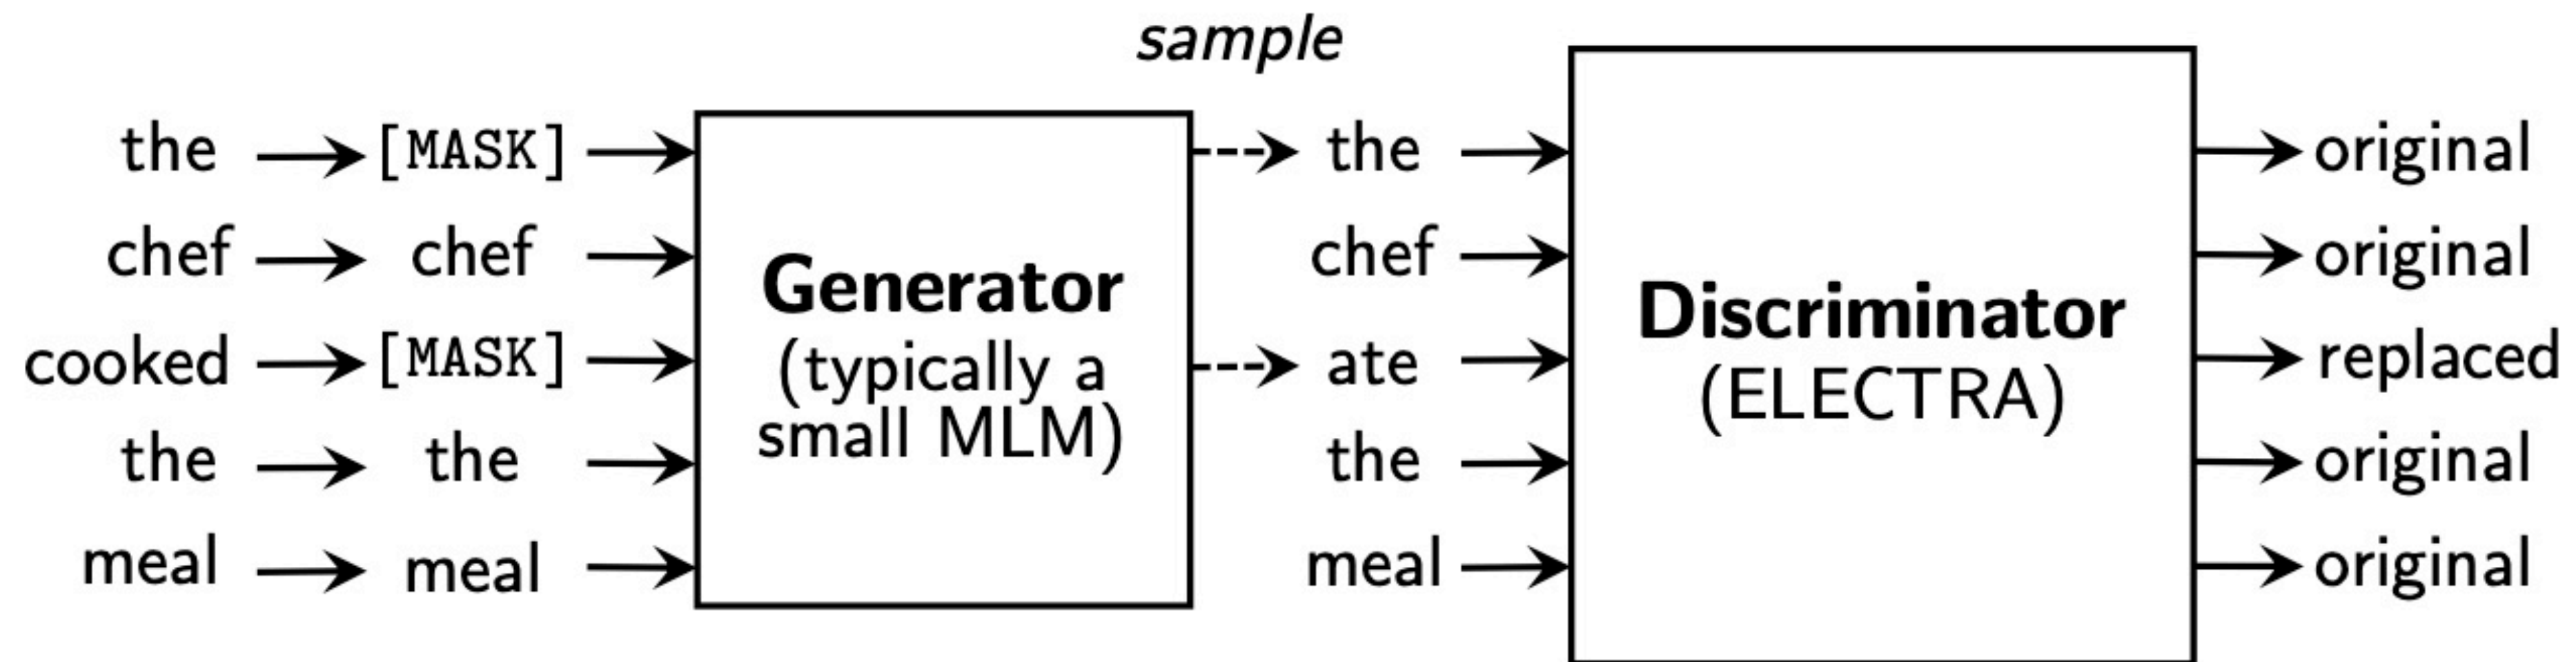 sample
the [MASK] the original
chef chef chef original
cooked [MASK] ate replaced
the the the original
meal meal meal original
Generator
(typically a
small MLM)
Discriminator
(ELECTRA)